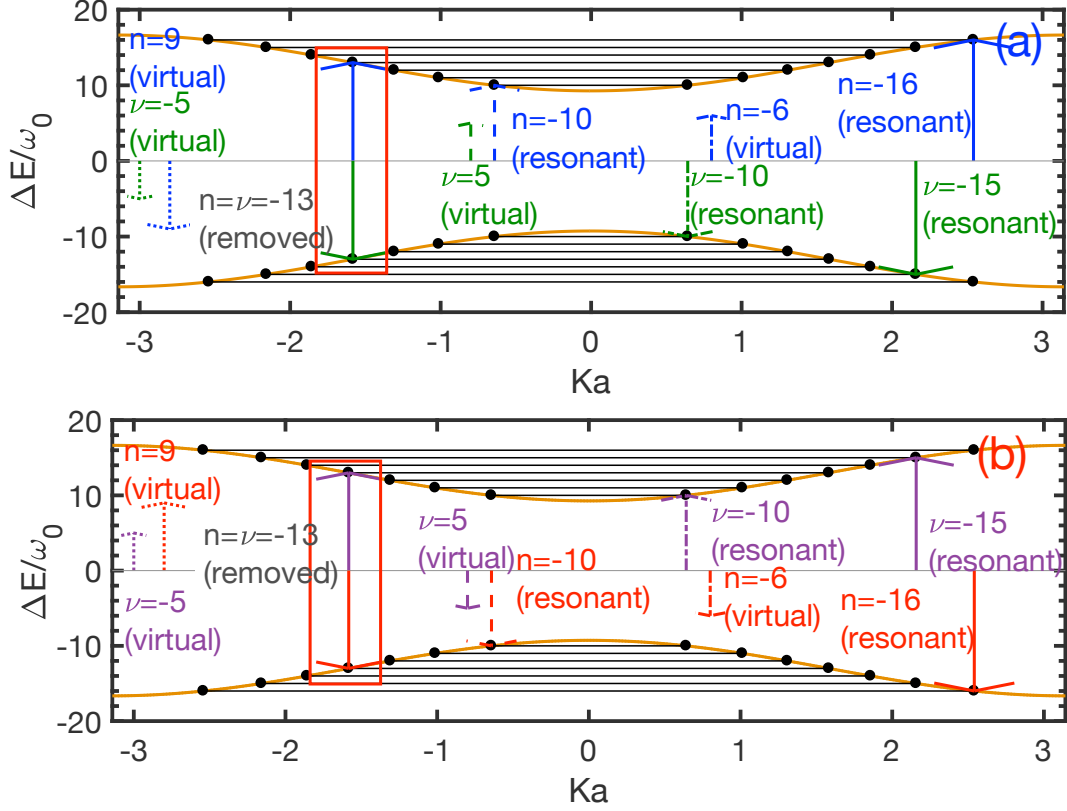 20
10
0
-10
-20
ΔE/ω0
n=9
(virtual)
ν=-5
(virtual)
n=ν=-13
(removed)
n=-10
(resonant)
ν=5
(virtual)
n=-6
(virtual)
ν=-10
(resonant)
n=-16
(resonant)
ν=-15
(resonant)
(a)
-3 -2 -1 0 1 2 3
Ka
20
10
0
-10
-20
ΔE/ω0
n=9
(virtual)
ν=-5
(virtual)
n=ν=-13
(removed)
ν=5
(virtual)
n=-10
(resonant)
ν=-10
(resonant)
n=-6
(virtual)
ν=-15
(resonant)
n=-16
(resonant)
(b)
-3 -2 -1 0 1 2 3
Ka